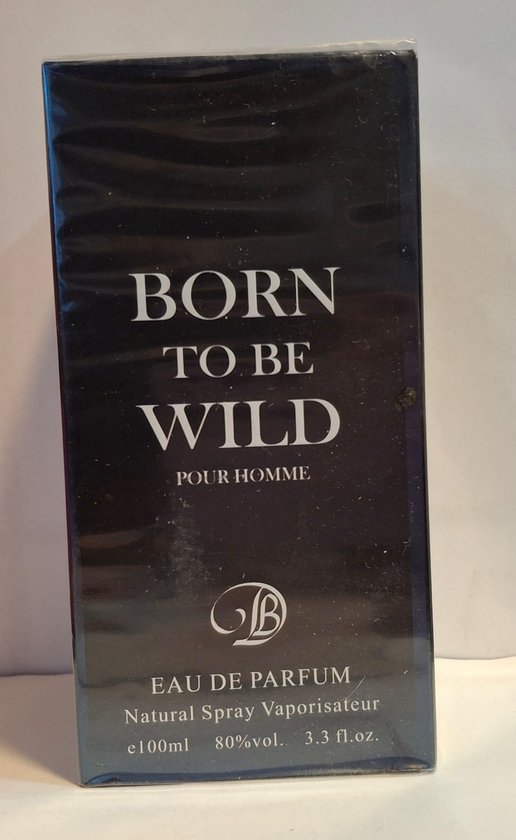 BORN
TO BE
WILD
POUR HOMME
LB
EAU DE PARFUM
Natural Spray Vaporisateur
e100ml 80%vol. 3.3 fl.oz.